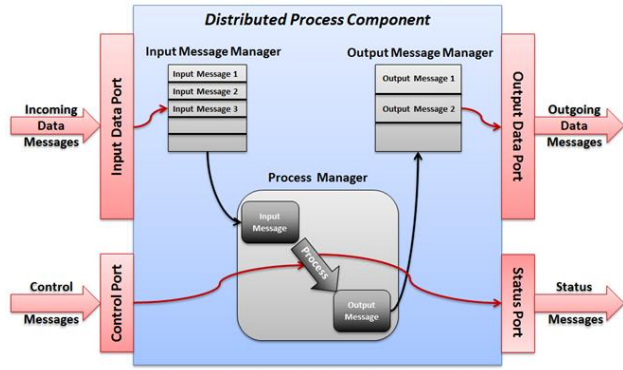 Distributed Process Component
Input Message Manager
Output Message Manager
Input Message 1
Input Message 2
Input Message 3
Output Message 1
Output Message 2
Incoming
Data
Messages
Input Data Port
Output Data Port
Outgoing
Data
Messages
Process Manager
Input
Message
Process
Output
Message
Control
Messages
Control Port
Status Port
Status
Messages